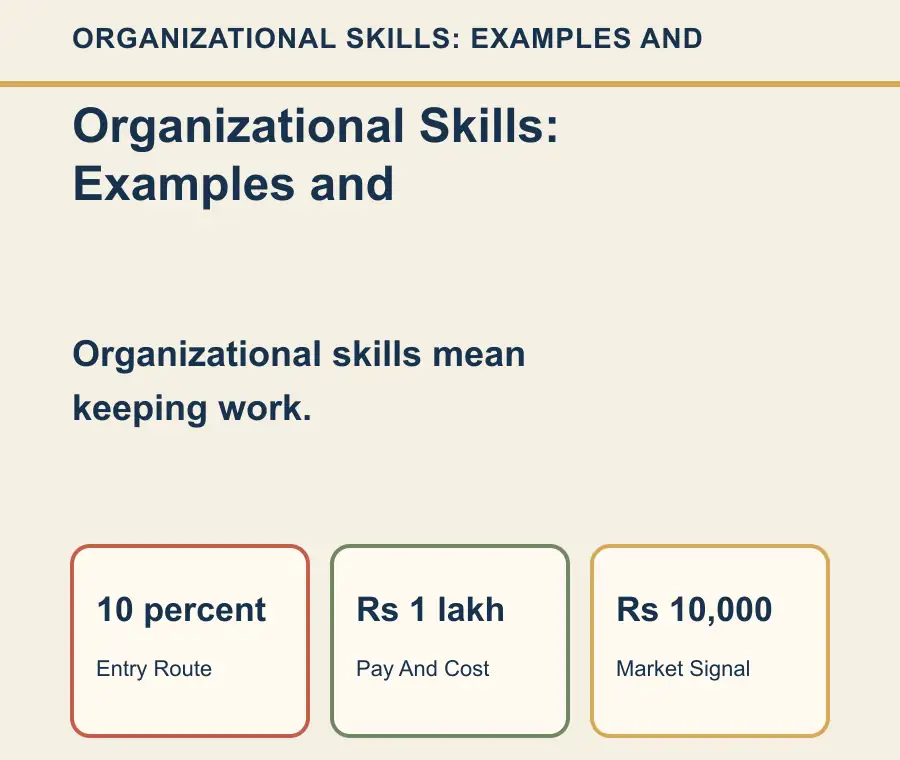 ORGANIZATIONAL SKILLS: EXAMPLES AND
Organizational Skills:
Examples and
Organizational skills mean
keeping work.
10 percent
Entry Route
Rs 1 lakh
Pay And Cost
Rs 10,000
Market Signal